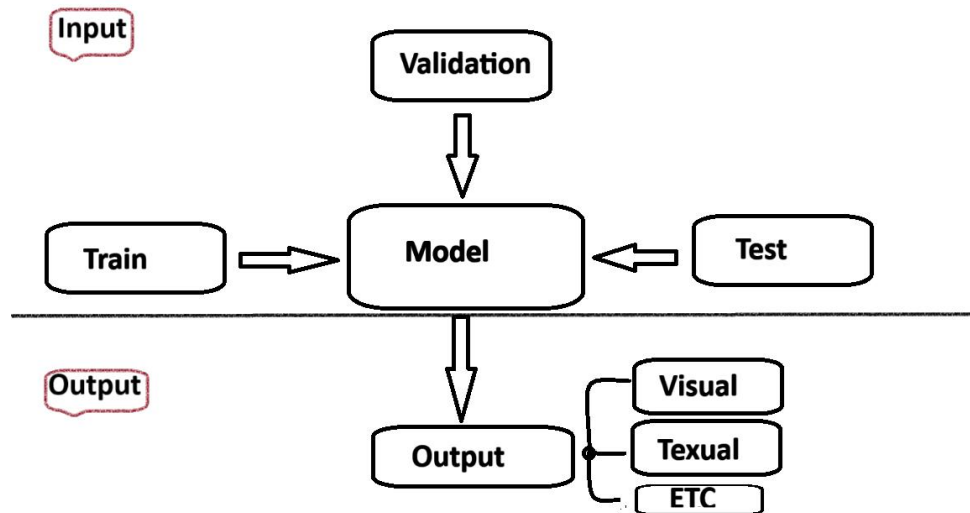 Input
Validation
Train
Model
Test
Output
Output
Visual
Texual
ETC